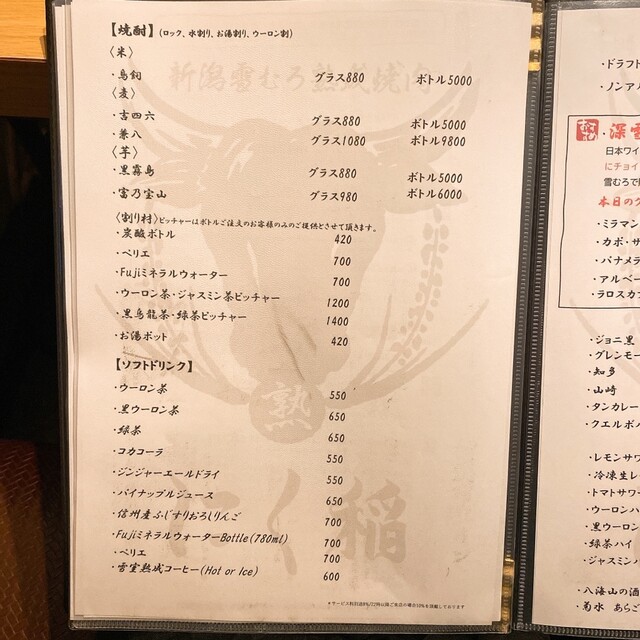 【焼酎】(ロック、水割り、お湯割り、ウーロン割)
〈米〉
・鳥飼 グラス880 ボトル5000
〈麦〉
・吉四六 グラス880 ボトル5000
・兼八 グラス1080 ボトル9800
〈芋〉
・黒霧島 グラス880 ボトル5000
・富乃宝山 グラス980 ボトル6000
〈割り材〉ピッチャーはボトルご注文のお客様のみのご提供とさせて頂きます。
・炭酸ボトル 420
・ペリエ 700
・Fujiミネラルウォーター 700
・ウーロン茶・ジャスミン茶ピッチャー 1200
・黒烏龍茶・緑茶ピッチャー 1400
・お湯ポット 420
【ソフトドリンク】
・ウーロン茶 550
・黒ウーロン茶 650
・緑茶 650
・コカコーラ 550
・ジンジャーエールドライ 550
・パイナップルジュース 650
・信州産ふじすりおろしりんご 700
・FujiミネラルウォーターBottle(780ml) 700
・ペリエ 700
・雪室熟成コーヒー(Hot or Ice) 600
新潟雪むろ熟成焼肉
熟
にく稲
・ドラフト
・ノンア
・深雪
日本ワイ
にチョイ
雪むろで
本日の
・ミラマン
・カボ・サ
・パナメラ
・アルベー
・ラロスカ
・ジョニ黒
・グレンモー
・知多
・山崎
・タンカレー
・クエルボ
・レモンサワ
・冷凍生レ
・トマトサワ
・ウーロンハ
・黒ウーロン
・緑茶ハイ
・ジャスミン
・八海山の酒
・菊水 あらご